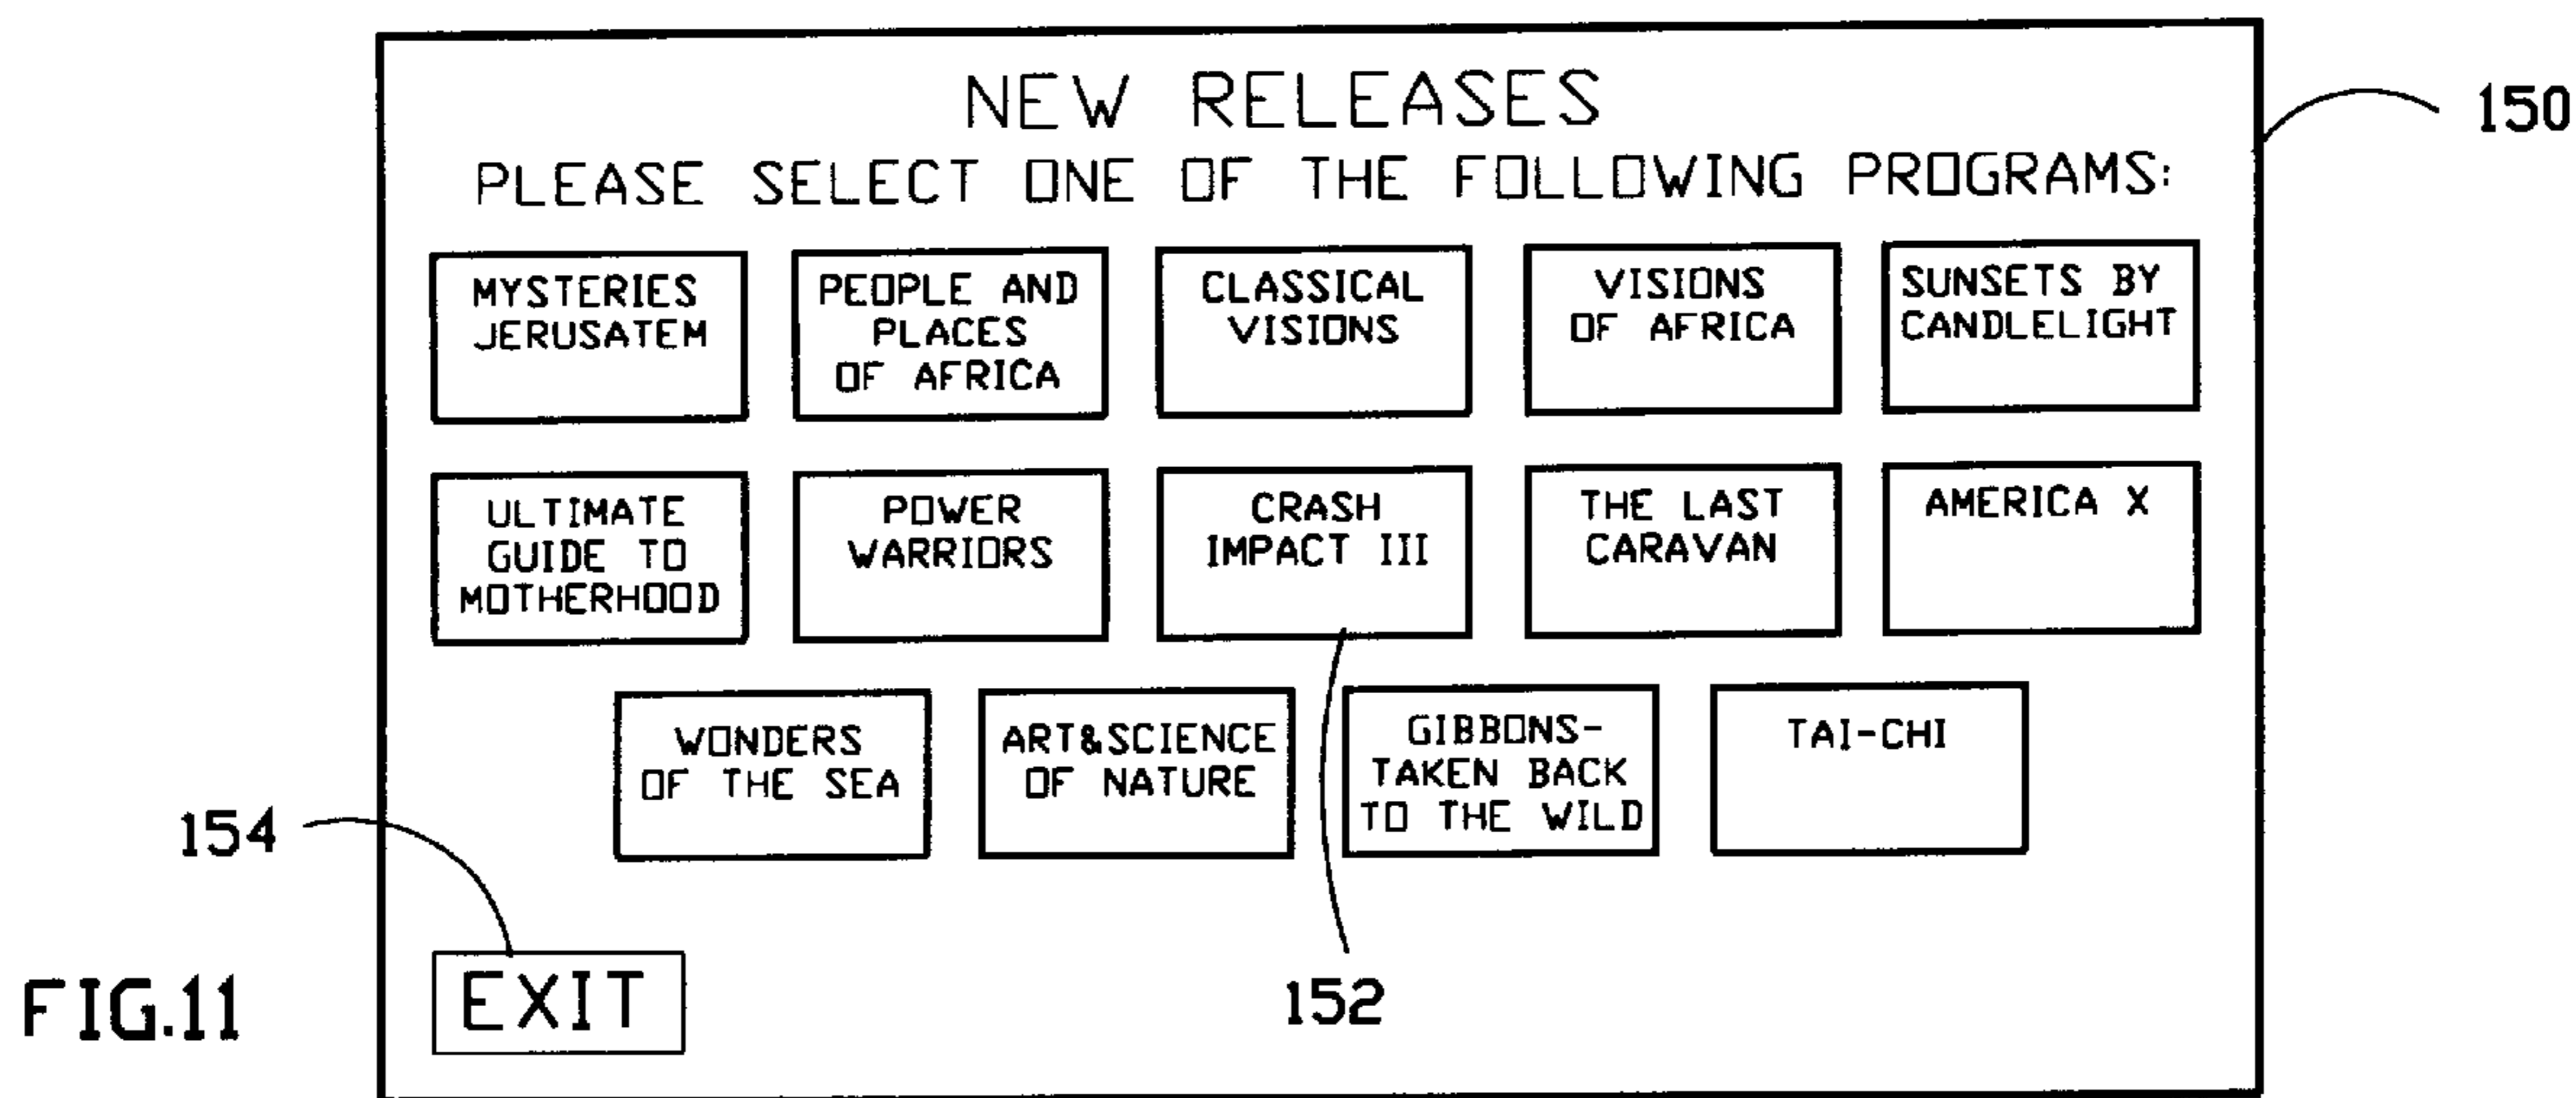 NEW RELEASES
150
PLEASE SELECT ONE OF THE FOLLOWING PROGRAMS:
MYSTERIES
JERUSATEM
PEOPLE AND
PLACES
OF AFRICA
CLASSICAL
VISIONS
VISIONS
OF AFRICA
SUNSETS BY
CANDLELIGHT
ULTIMATE
GUIDE TO
MOTHERHOOD
POWER
WARRIORS
CRASH
IMPACT III
THE LAST
CARAVAN
AMERICA X
WONDERS
OF THE SEA
ART&SCIENCE
OF NATURE
GIBBONS-
TAKEN BACK
TO THE WILD
TAI-CHI
154
EXIT
152
FIG.11